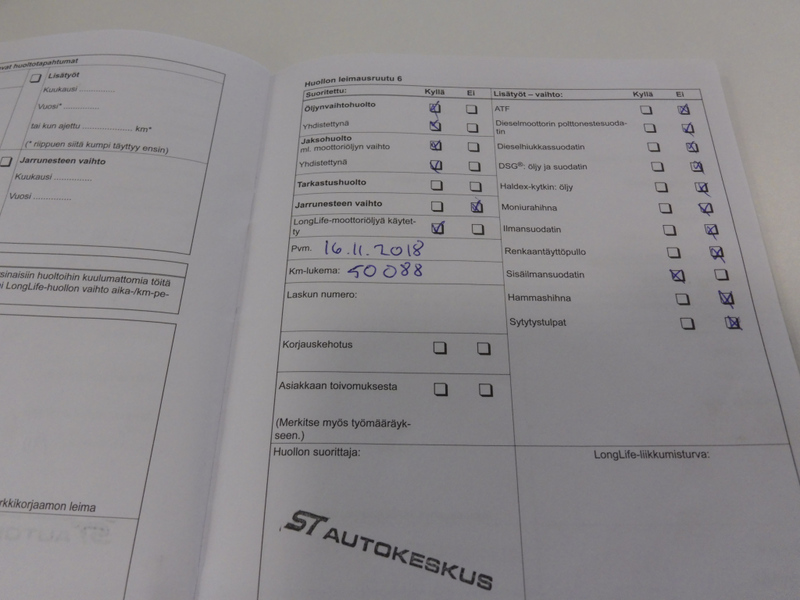 vat huoltotapahtumat
Lisätyöt
Kuukausi ..............
Vuosi* ..............
tai kun ajettu .................... km*
(* riippuen siitä kumpi täyttyy ensin)
Jarrunesteen vaihto
Kuukausi ..............
Vuosi ..............
sinaisiin huoltoihin kuulumattomia töitä
i LongLife-huollon vaihto aika-/km-pe-
rkkikorjaamon leima
Huollon leimausruutu 6
Suoritettu: Kyllä Ei
Öljynvaihtohuolto
Yhdistettynä
Jaksohuolto
ml. moottoriöljyn vaihto
Yhdistettynä
Tarkastushuolto
Jarrunesteen vaihto
LongLife-moottoriöljyä käytet-
ty
Pvm. 16.11.2018
Km-lukema: 50088
Laskun numero:
Korjauskehotus
Asiakkaan toivomuksesta
(Merkitse myös työmääräyk-
seen.)
Huollon suorittaja:
ST AUTOKESKUS
Lisätyöt – vaihto: Kyllä Ei
ATF
Dieselmoottorin polttonestesuoda-
tin
Dieselhiukkassuodatin
DSG®: öljy ja suodatin
Haldex-kytkin: öljy
Moniurahihna
Ilmansuodatin
Renkaantäyttöpullo
Sisäilmansuodatin
Hammashihna
Sytytystulpat
LongLife-liikkumisturva: